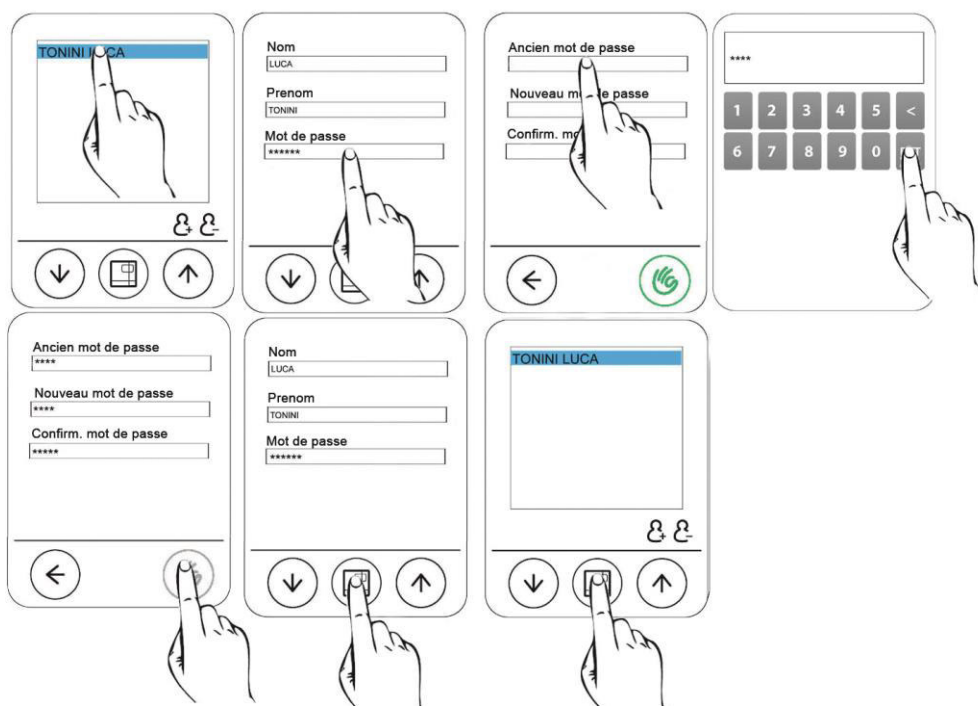 TONINI LUCA
Nom
LUCA
Prenom
TONINI
Mot de passe
******
Ancien mot de passe
Nouveau mot de passe
Confirm.
****
1 2 3 4 5 <
6 7 8 9 0
Ancien mot de passe
****
Nouveau mot de passe
****
Confirm. mot de passe
*****
Nom
LUCA
Prenom
TONINI
Mot de passe
******
TONINI LUCA